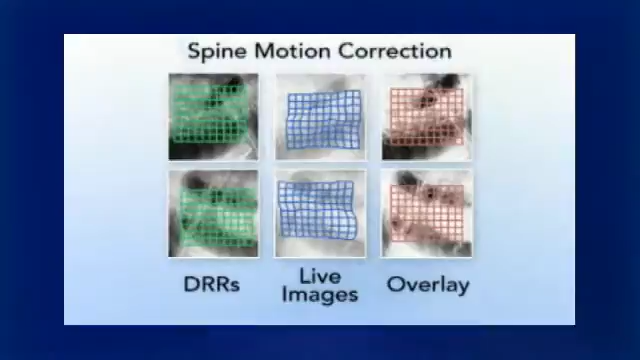 Spine Motion Correction
DRRs
Live
Images
Overlay